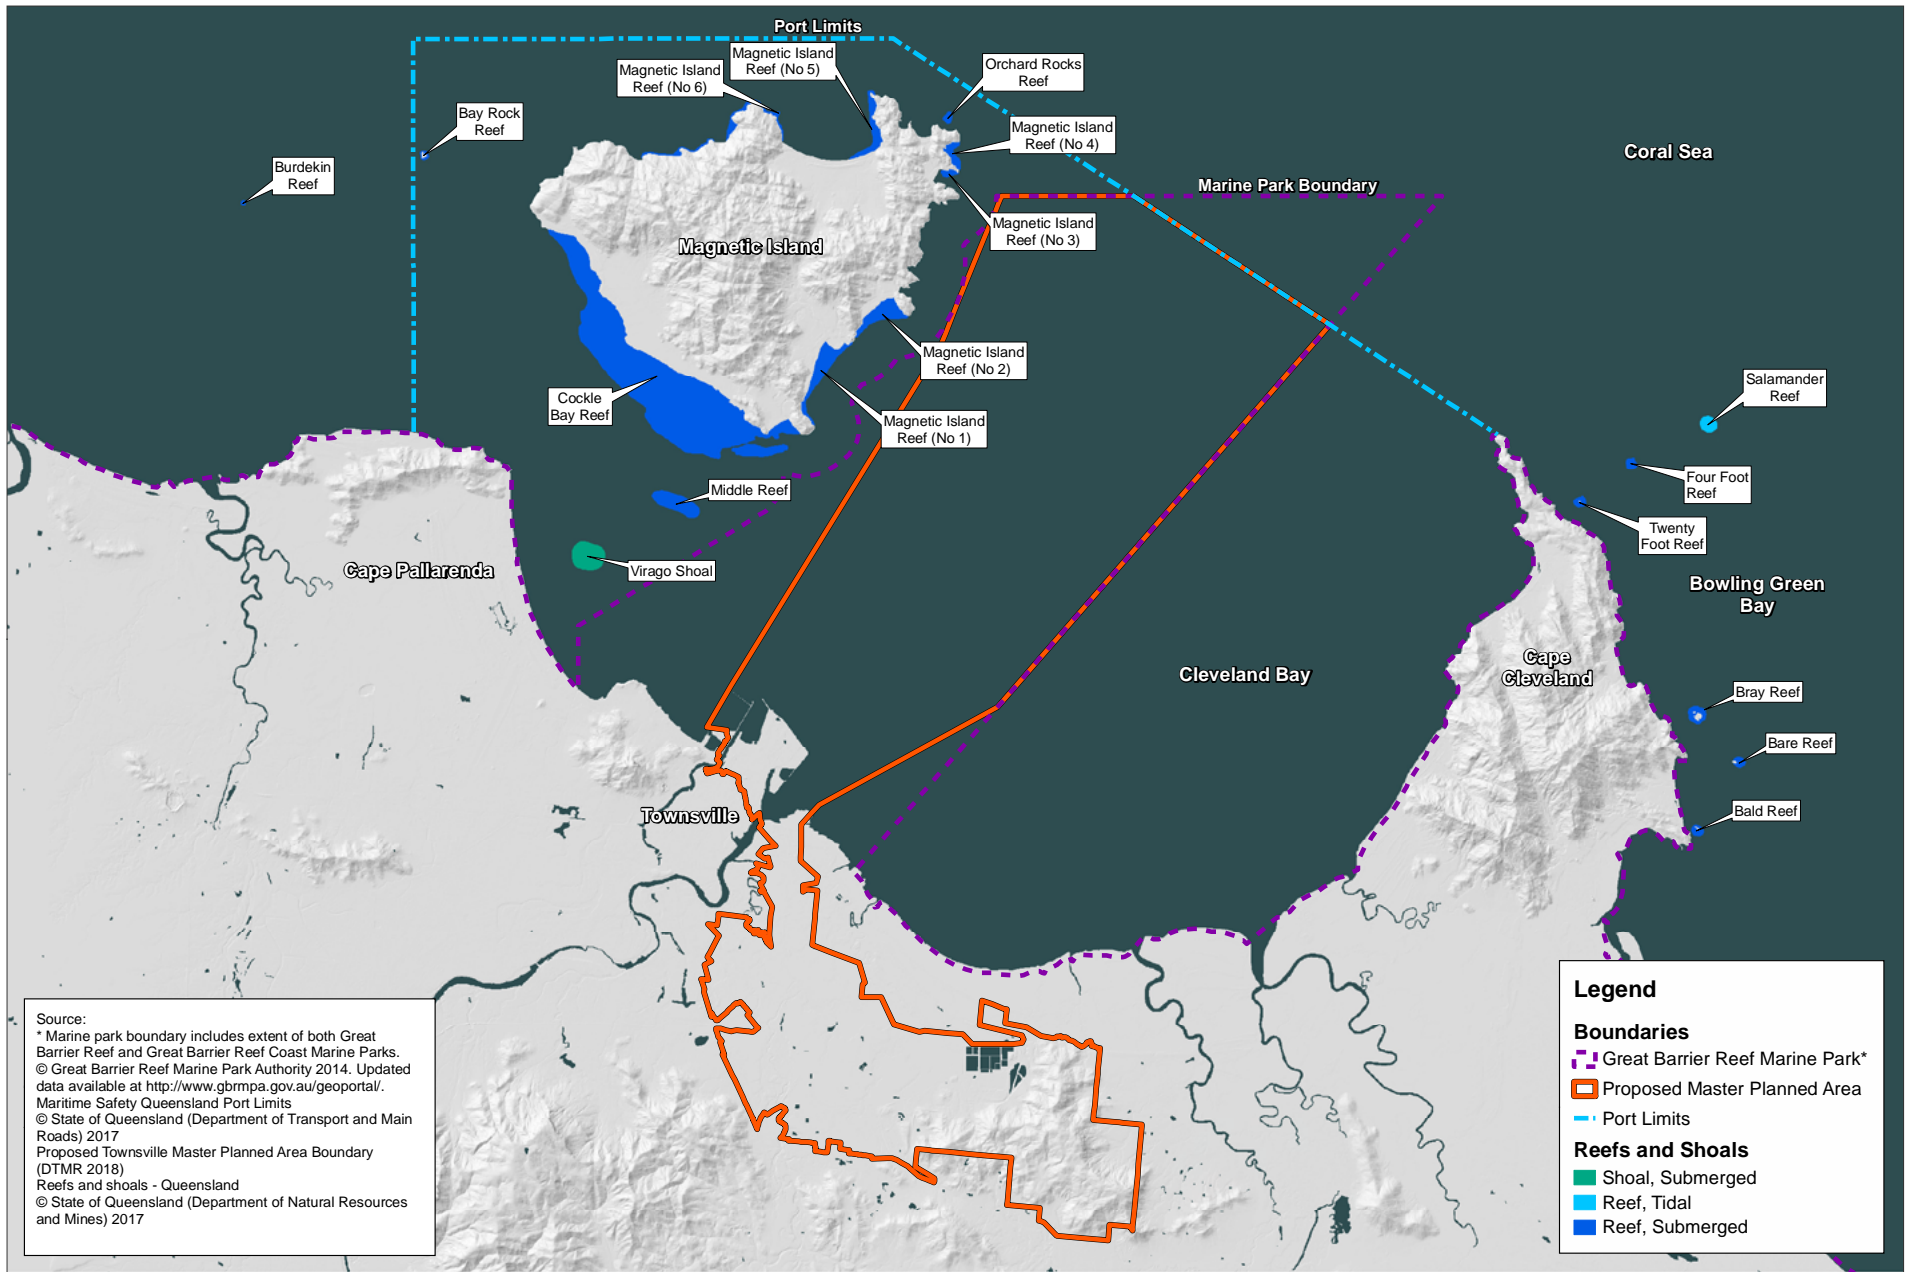 Port Limits
Magnetic Island
Reef (No 5)
Magnetic Island
Reef (No 6)
Orchard Rocks
Reef
Bay Rock
Reef
Magnetic Island
Reef (No 4)
Burdekin
Reef
Coral Sea
Marine Park Boundary
Magnetic Island
Reef (No 3)
Magnetic Island
Magnetic Island
Reef (No 2)
Cockle
Bay Reef
Magnetic Island
Reef (No 1)
Salamander
Reef
Four Foot
Reef
Middle Reef
Twenty
Foot Reef
Virago Shoal
Cape Pallarenda
Bowling Green
Bay
Cleveland Bay
Cape
Cleveland
Bray Reef
Bare Reef
Townsville
Bald Reef
Source:
* Marine park boundary includes extent of both Great
Barrier Reef and Great Barrier Reef Coast Marine Parks.
© Great Barrier Reef Marine Park Authority 2014. Updated
data available at http://www.gbrmpa.gov.au/geoportal/.
Maritime Safety Queensland Port Limits
© State of Queensland (Department of Transport and Main
Roads) 2017
Proposed Townsville Master Planned Area Boundary
(DTMR 2018)
Reefs and shoals - Queensland
© State of Queensland (Department of Natural Resources
and Mines) 2017
Legend
Boundaries
Great Barrier Reef Marine Park*
Proposed Master Planned Area
Port Limits
Reefs and Shoals
Shoal, Submerged
Reef, Tidal
Reef, Submerged